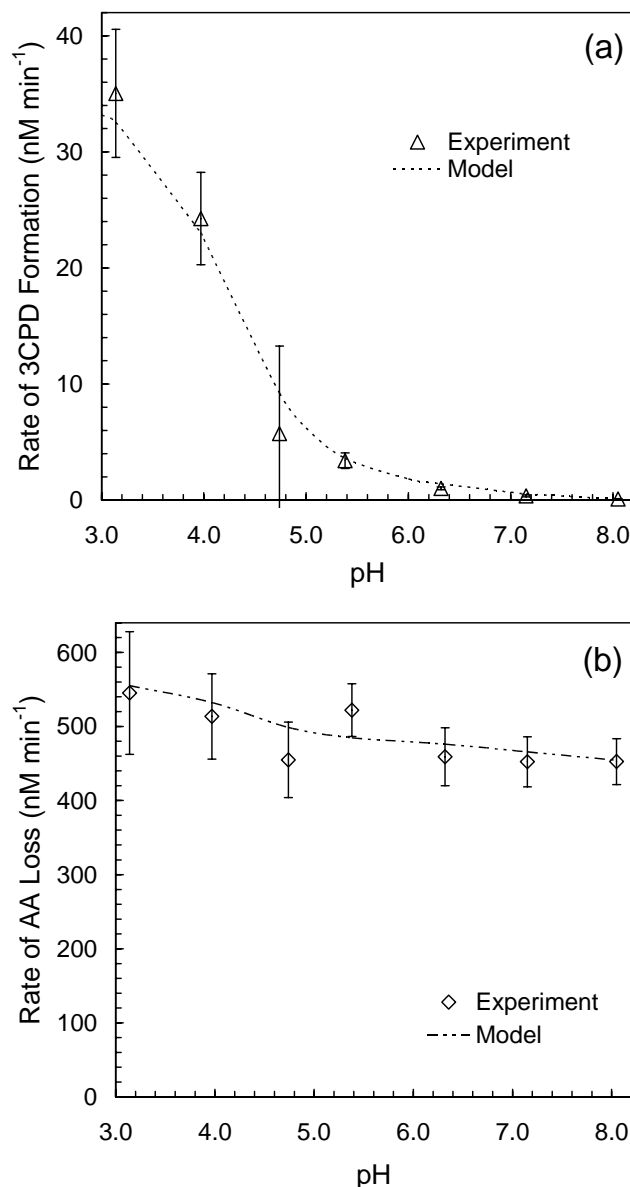 (a)
Rate of 3CPD Formation (nM min⁻¹)
40
30
20
10
0
Experiment
Model
3.0 4.0 5.0 6.0 7.0 8.0
pH
(b)
Rate of AA Loss (nM min⁻¹)
600
500
400
300
200
100
0
Experiment
Model
3.0 4.0 5.0 6.0 7.0 8.0
pH